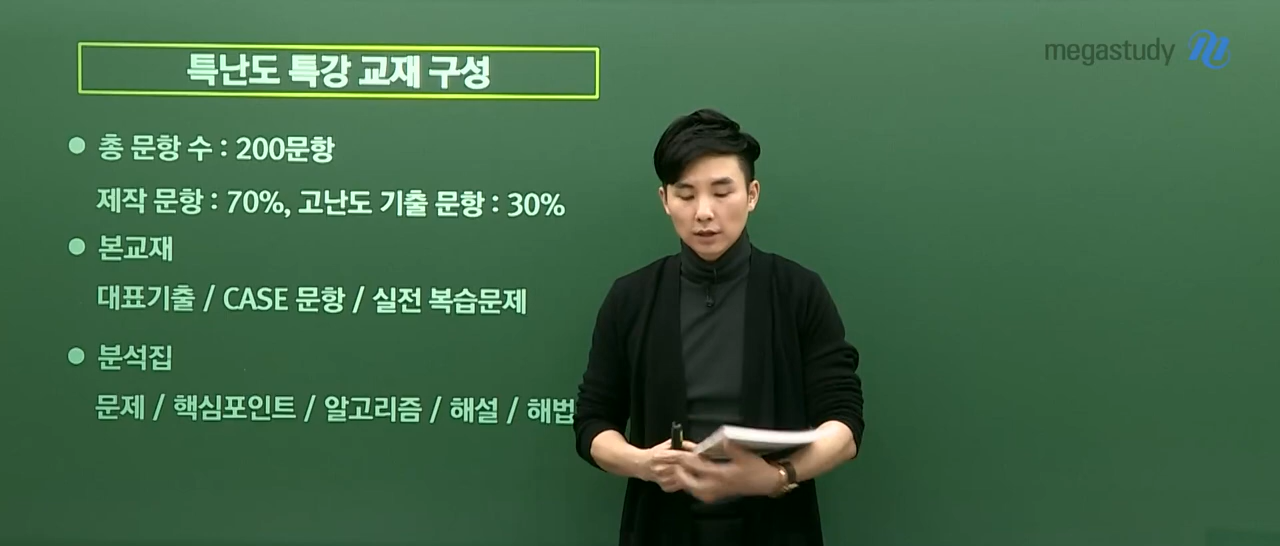 megastudy
특난도 특강 교재 구성
● 총 문항 수 : 200문항
제작 문항 : 70%, 고난도 기출 문항 : 30%
● 본교재
대표기출 / CASE 문항 / 실전 복습문제
● 분석집
문제 / 핵심포인트 / 알고리즘 / 해설 / 해법